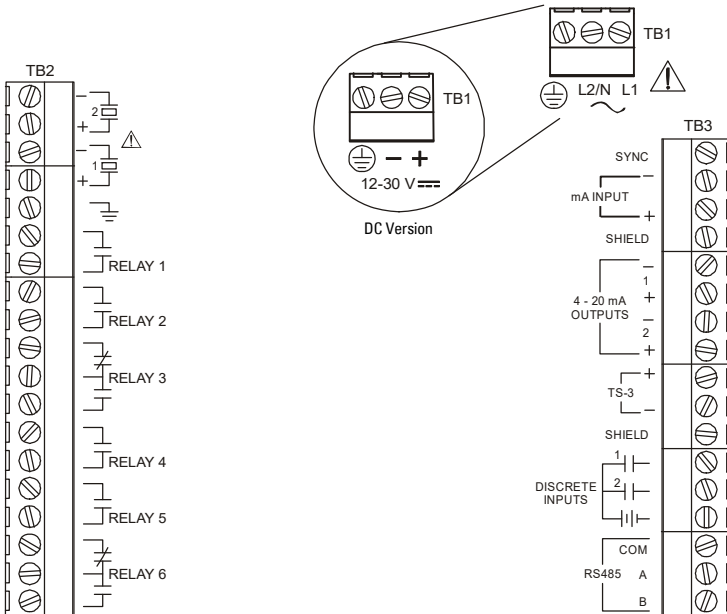 TB2
−
2
+
−
1
+
RELAY 1
RELAY 2
RELAY 3
RELAY 4
RELAY 5
RELAY 6
TB1
− +
12-30 V
DC Version
TB1
L2/N L1
TB3
SYNC
−
mA INPUT
+
SHIELD
−
1
+
4 - 20 mA
OUTPUTS
−
2
+
+
TS-3
−
SHIELD
1
DISCRETE
INPUTS
2
COM
RS485 A
B